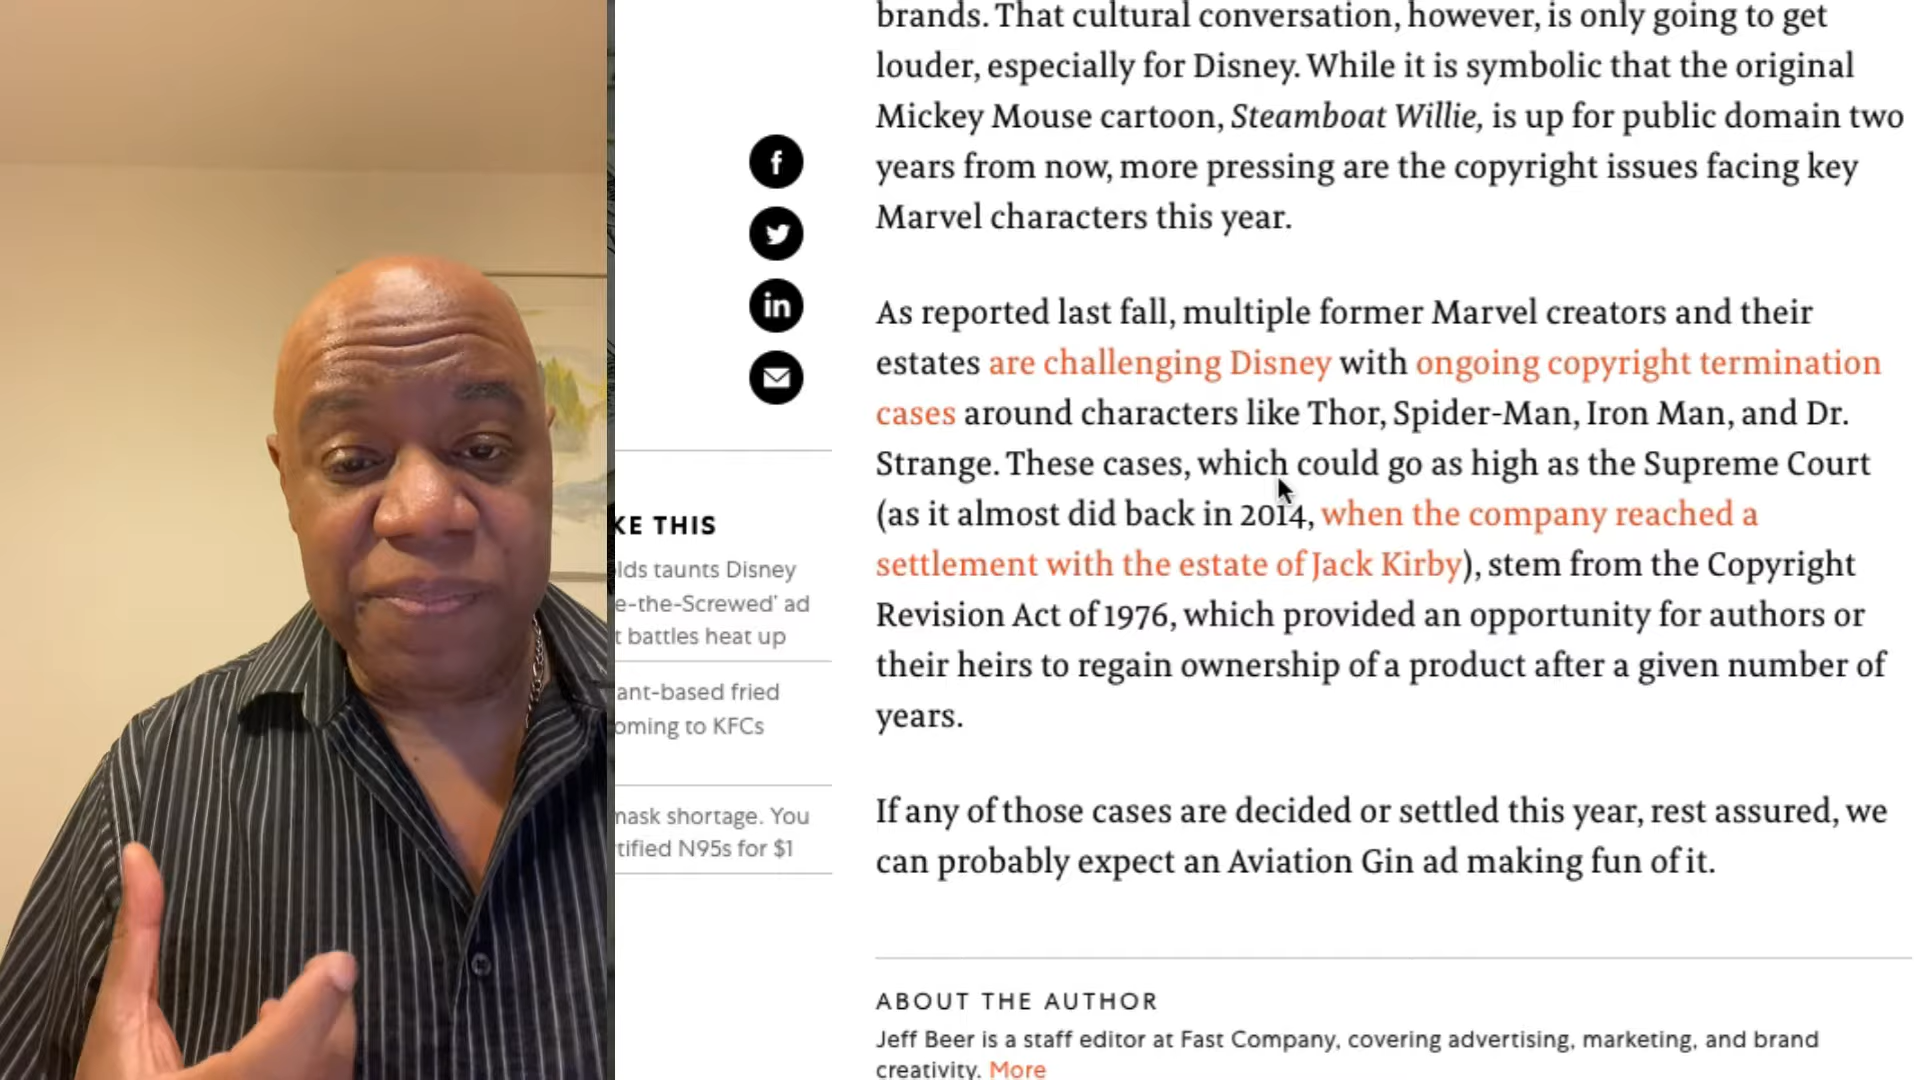 brands. That cultural conversation, however, is only going to get
louder, especially for Disney. While it is symbolic that the original
Mickey Mouse cartoon, Steamboat Willie, is up for public domain two
years from now, more pressing are the copyright issues facing key
Marvel characters this year.
As reported last fall, multiple former Marvel creators and their
estates are challenging Disney with ongoing copyright termination
cases around characters like Thor, Spider-Man, Iron Man, and Dr.
Strange. These cases, which could go as high as the Supreme Court
(as it almost did back in 2014, when the company reached a
settlement with the estate of Jack Kirby), stem from the Copyright
Revision Act of 1976, which provided an opportunity for authors or
their heirs to regain ownership of a product after a given number of
years.
If any of those cases are decided or settled this year, rest assured, we
can probably expect an Aviation Gin ad making fun of it.
ABOUT THE AUTHOR
Jeff Beer is a staff editor at Fast Company, covering advertising, marketing, and brand
creativity. More
f
in
KE THIS
lds taunts Disney
e-the-Screwed' ad
t battles heat up
ant-based fried
oming to KFCs
mask shortage. You
tified N95s for $1